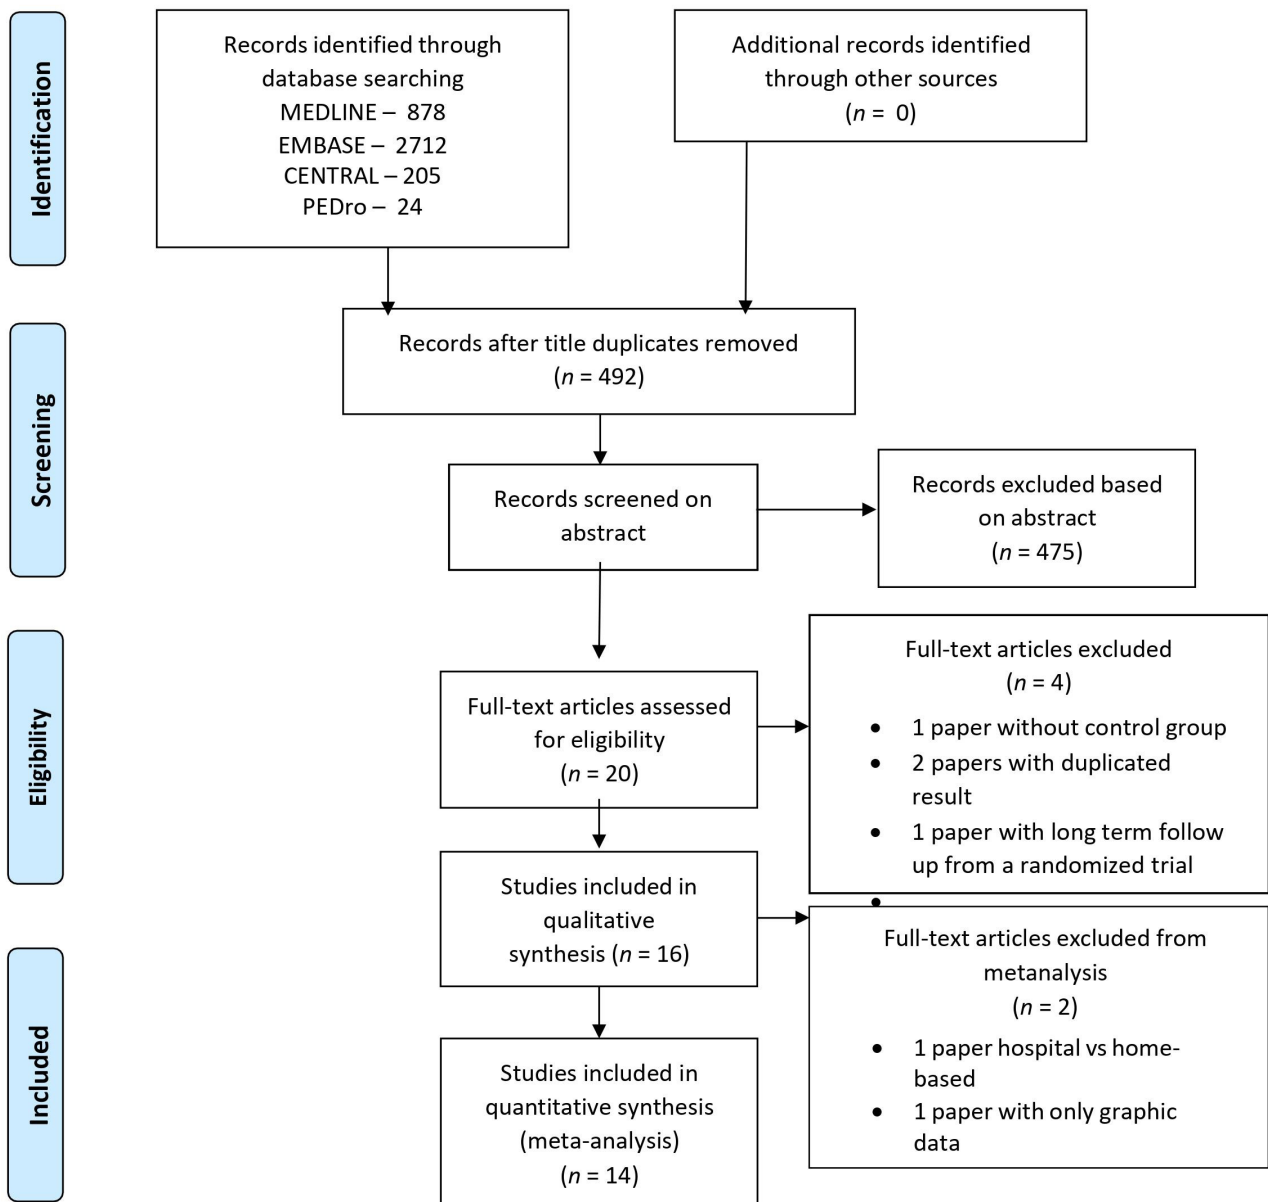 Identification
Records identified through
database searching
MEDLINE – 878
EMBASE – 2712
CENTRAL – 205
PEDro – 24
Additional records identified
through other sources
(n = 0)
Screening
Records after title duplicates removed
(n = 492)
Records screened on
abstract
Records excluded based
on abstract
(n = 475)
Eligibility
Full-text articles assessed
for eligibility
(n = 20)
Full-text articles excluded
(n = 4)
• 1 paper without control group
• 2 papers with duplicated
result
• 1 paper with long term follow
up from a randomized trial
•
Included
Studies included in
qualitative
synthesis (n = 16)
Full-text articles excluded from
metanalysis
(n = 2)
• 1 paper hospital vs home-
based
• 1 paper with only graphic
data
Studies included in
quantitative synthesis
(meta-analysis)
(n = 14)